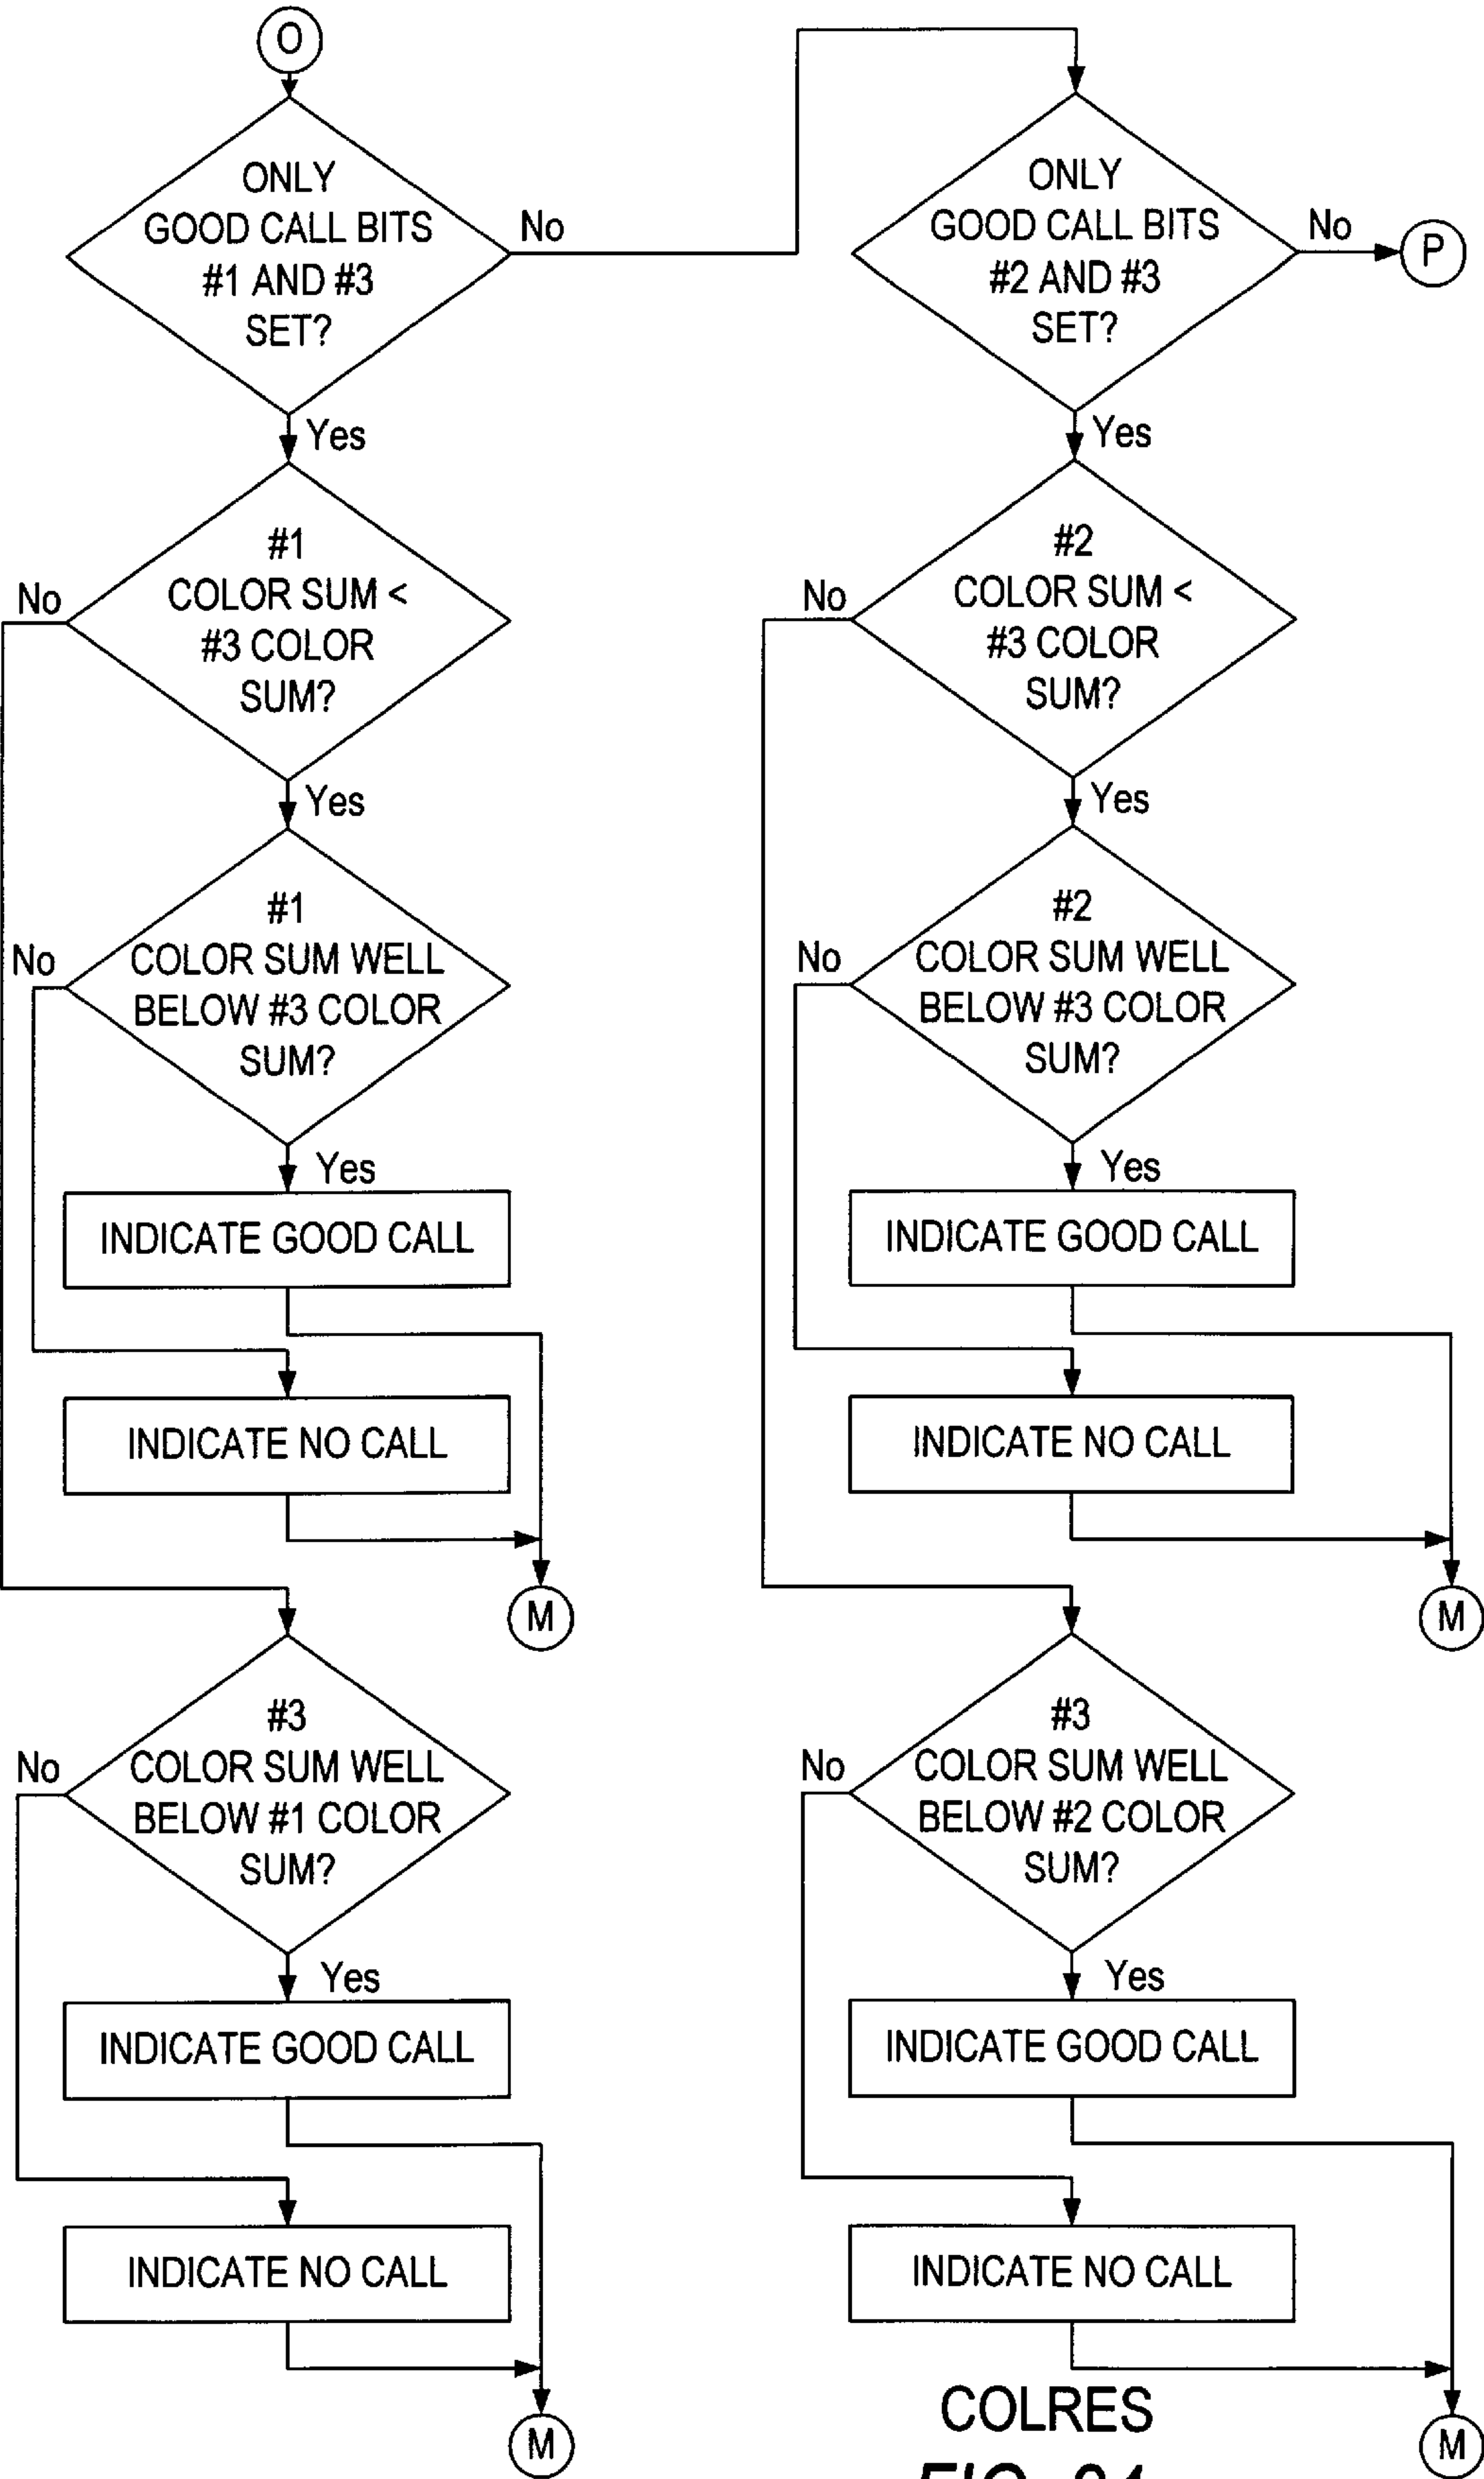 O
ONLY
GOOD CALL BITS
#1 AND #3
SET?
No
Yes
#1
COLOR SUM <
#3 COLOR
SUM?
No
Yes
#1
COLOR SUM WELL
BELOW #3 COLOR
SUM?
No
Yes
INDICATE GOOD CALL
INDICATE NO CALL
M
#3
COLOR SUM WELL
BELOW #1 COLOR
SUM?
No
Yes
INDICATE GOOD CALL
INDICATE NO CALL
M
ONLY
GOOD CALL BITS
#2 AND #3
SET?
No
P
Yes
#2
COLOR SUM <
#3 COLOR
SUM?
No
Yes
#2
COLOR SUM WELL
BELOW #3 COLOR
SUM?
No
Yes
INDICATE GOOD CALL
INDICATE NO CALL
M
#3
COLOR SUM WELL
BELOW #2 COLOR
SUM?
No
Yes
INDICATE GOOD CALL
INDICATE NO CALL
M
COLRES